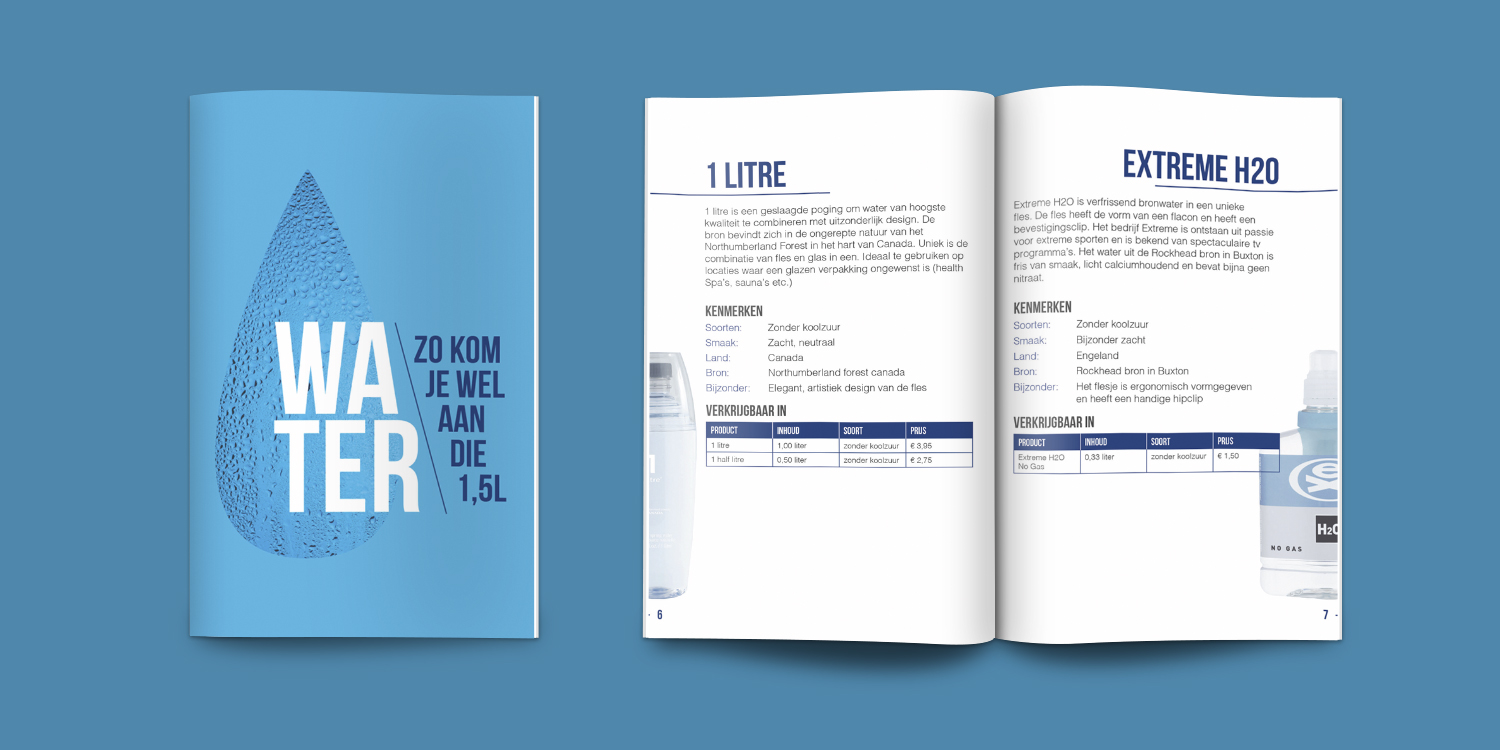 WA
TER
ZO KOM
JE WEL
AAN
DIE
1,5L
1 LITRE
1 litre is een geslaagde poging om water van hoogste
kwaliteit te combineren met uitzonderlijk design. De
bron bevindt zich in de ongerepte natuur van het
Northumberland Forest in het hart van Canada. Uniek is de
combinatie van fles en glas in een. Ideaal te gebruiken op
locaties waar een glazen verpakking ongewenst is (health
Spa's, sauna's etc.)
KENMERKEN
Soorten: Zonder koolzuur
Smaak: Zacht, neutraal
Land: Canada
Bron: Northumberland forest canada
Bijzonder: Elegant, artistiek design van de fles
VERKRIJGBAAR IN
PRODUCT INHOUD SOORT PRIJS
1 litre 1,00 liter zonder koolzuur € 3,95
1 half litre 0,50 liter zonder koolzuur € 2,75
· 6
EXTREME H2O
Extreme H2O is verfrissend bronwater in een unieke
fles. De fles heeft de vorm van een flacon en heeft een
bevestigingsclip. Het bedrijf Extreme is ontstaan uit passie
voor extreme sporten en is bekend van spectaculaire tv
programma's. Het water uit de Rockhead bron in Buxton is
fris van smaak, licht calciumhoudend en bevat bijna geen
nitraat.
KENMERKEN
Soorten: Zonder koolzuur
Smaak: Bijzonder zacht
Land: Engeland
Bron: Rockhead bron in Buxton
Bijzonder: Het flesje is ergonomisch vormgegeven
en heeft een handige hipclip
VERKRIJGBAAR IN
PRODUCT INHOUD SOORT PRIJS
Extreme H2O 0,33 liter zonder koolzuur € 1,50
No Gas
H2O
NO GAS
7 -